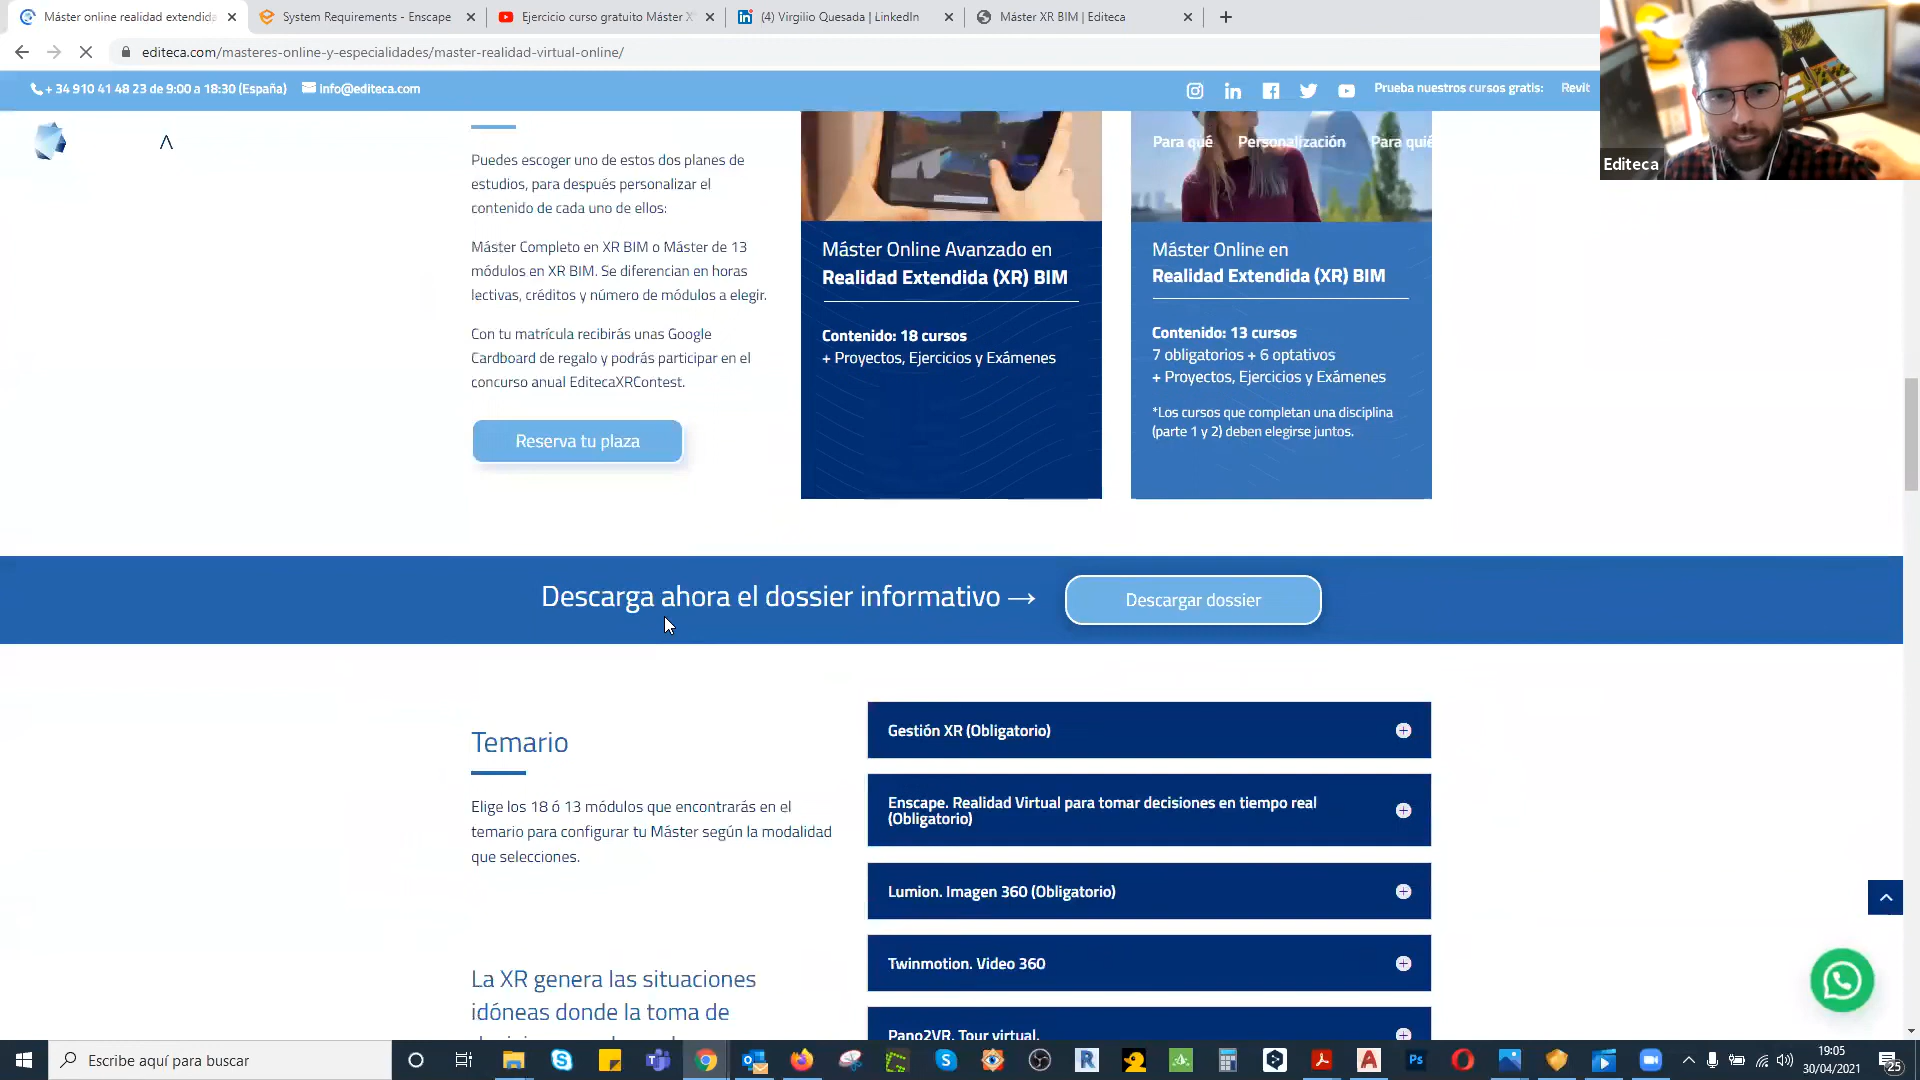 Máster online realidad extendida
System Requirements - Enscape
Ejercicio curso gratuito Máster X
(4) Virgilio Quesada | LinkedIn
Máster XR BIM | Editeca
editeca.com/masteres-online-y-especialidades/master-realidad-virtual-online/
+ 34 910 41 48 23 de 9:00 a 18:30 (España)
info@editeca.com
Prueba nuestros cursos gratis:
Revit
Para qué
Personalización
Para quié
Editeca
Puedes escoger uno de estos dos planes de
estudios, para después personalizar el
contenido de cada uno de ellos:
Máster Completo en XR BIM o Máster de 13
módulos en XR BIM. Se diferencian en horas
lectivas, créditos y número de módulos a elegir.
Con tu matrícula recibirás unas Google
Cardboard de regalo y podrás participar en el
concurso anual EditecaXRContest.
Reserva tu plaza
Máster Online Avanzado en
Realidad Extendida (XR) BIM
Contenido: 18 cursos
+ Proyectos, Ejercicios y Exámenes
Máster Online en
Realidad Extendida (XR) BIM
Contenido: 13 cursos
7 obligatorios + 6 optativos
+ Proyectos, Ejercicios y Exámenes
*Los cursos que completan una disciplina
(parte 1 y 2) deben elegirse juntos.
Descarga ahora el dossier informativo →
Descargar dossier
Temario
Elige los 18 ó 13 módulos que encontrarás en el
temario para configurar tu Máster según la modalidad
que selecciones.
La XR genera las situaciones
idóneas donde la toma de
Gestión XR (Obligatorio)
Enscape. Realidad Virtual para tomar decisiones en tiempo real
(Obligatorio)
Lumion. Imagen 360 (Obligatorio)
Twinmotion. Video 360
Pano2VR. Tour virtual.
Escribe aquí para buscar
19:05
30/04/2021
25